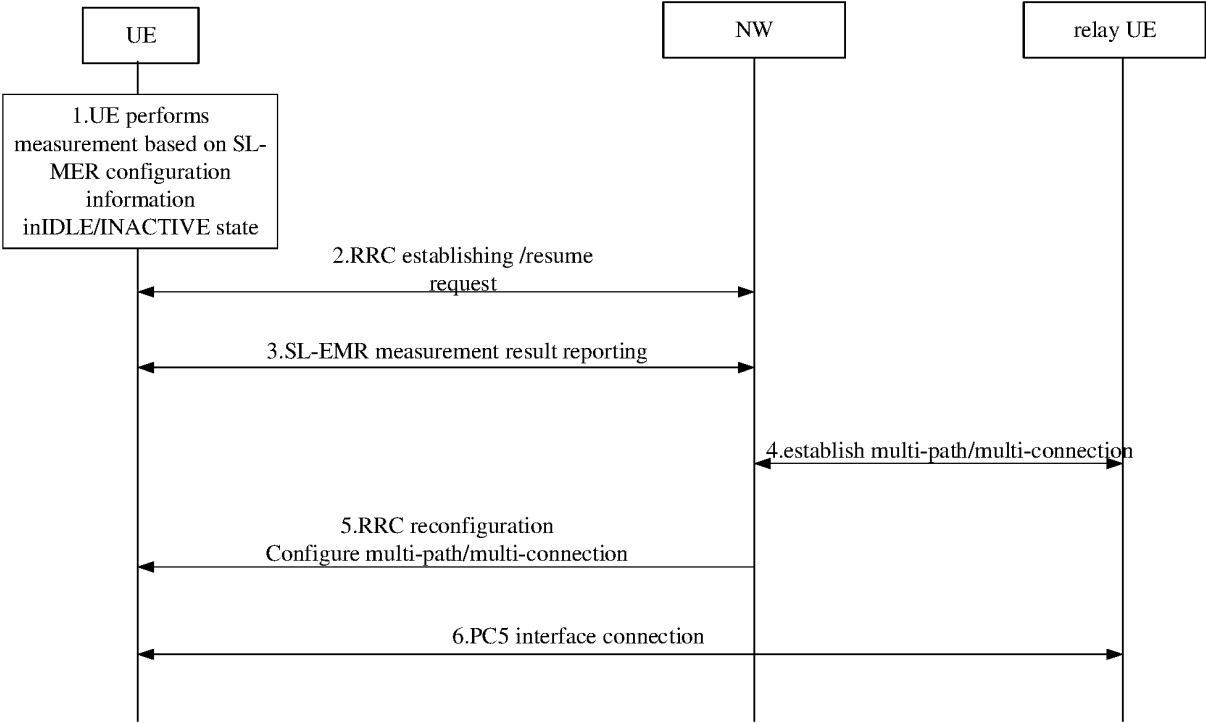 UE
NW
relay UE
1.UE performs
measurement based on SL-
MER configuration
information
inIDLE/INACTIVE state
2.RRC establishing /resume
request
3.SL-EMR measurement result reporting
4.establish multi-path/multi-connection
5.RRC reconfiguration
Configure multi-path/multi-connection
6.PC5 interface connection